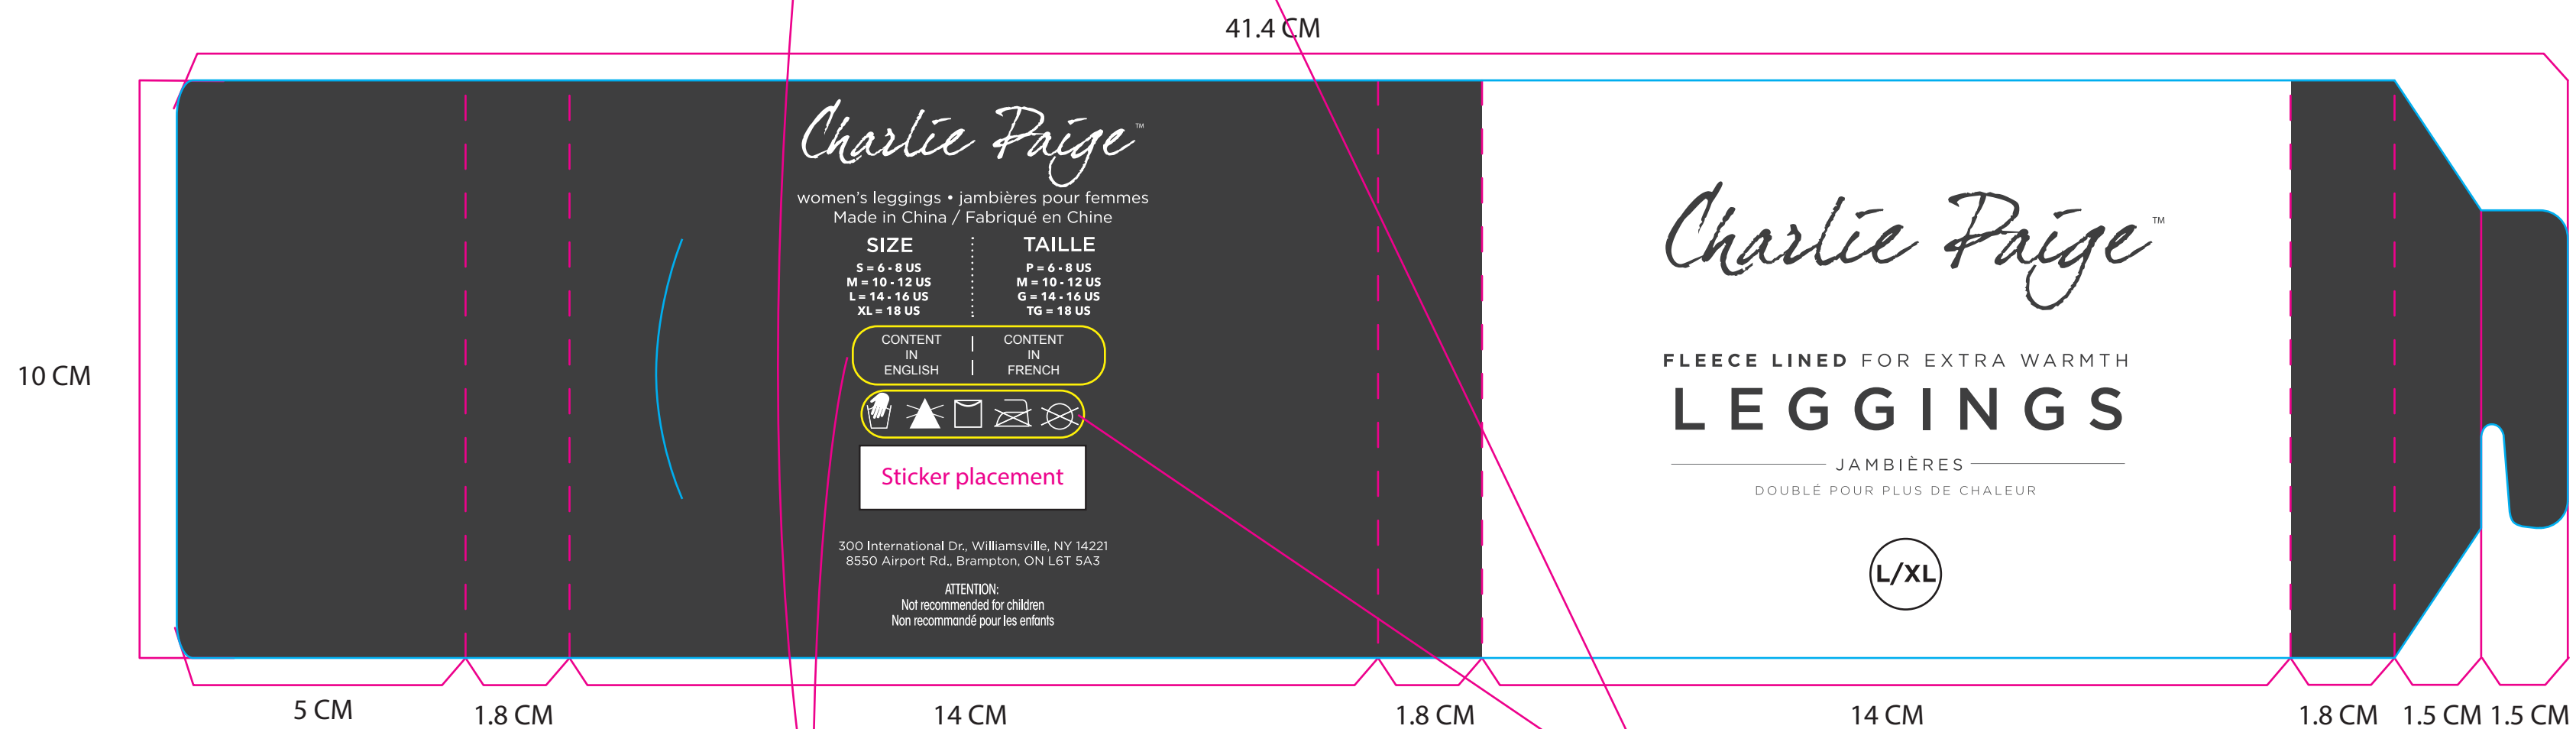 41.4 CM
10 CM
Charlie Paige™
women's leggings • jambières pour femmes
Made in China / Fabriqué en Chine
SIZE
S = 6 - 8 US
M = 10 - 12 US
L = 14 - 16 US
XL = 18 US
TAILLE
P = 6 - 8 US
M = 10 - 12 US
G = 14 - 16 US
TG = 18 US
CONTENT
IN
ENGLISH
CONTENT
IN
FRENCH
Sticker placement
300 International Dr., Williamsville, NY 14221
8550 Airport Rd., Brampton, ON L6T 5A3
ATTENTION:
Not recommended for children
Non recommandé pour les enfants
Charlie Paige™
FLEECE LINED FOR EXTRA WARMTH
LEGGINGS
JAMBIÈRES
DOUBLÉ POUR PLUS DE CHALEUR
L/XL
5 CM
1.8 CM
14 CM
1.8 CM
14 CM
1.8 CM
1.5 CM
1.5 CM